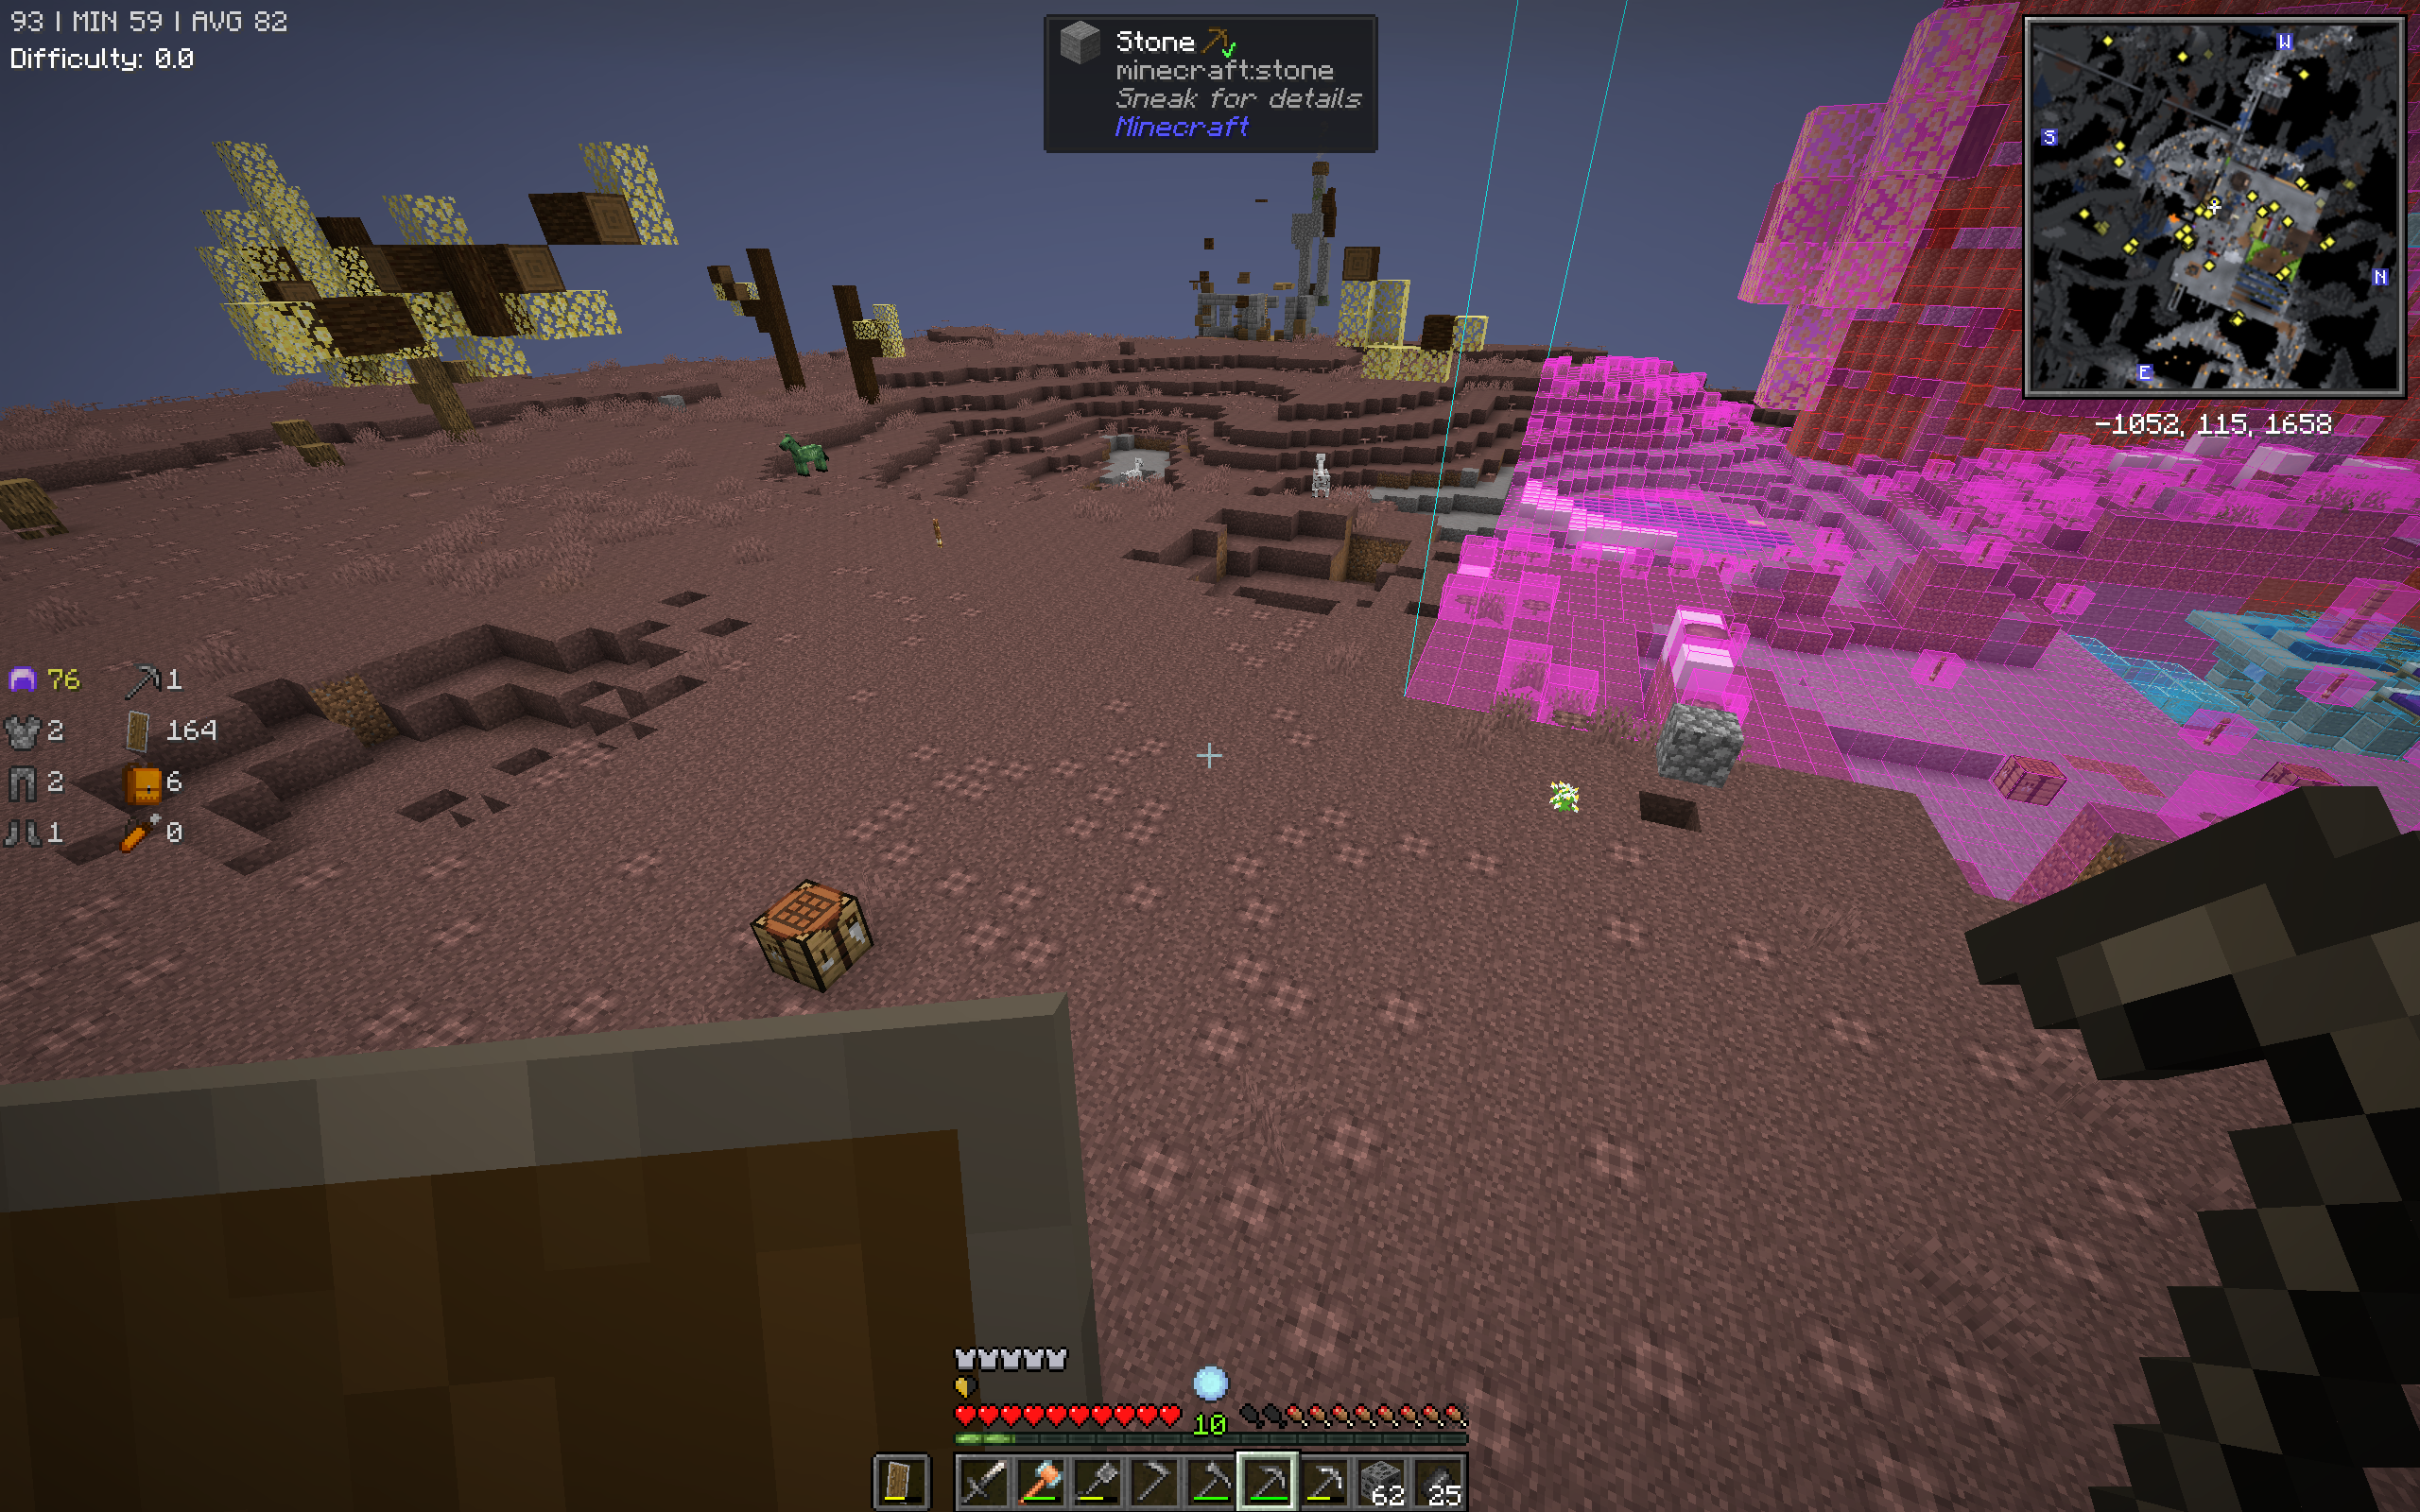 93 | MIN 59 | AVG 82
Difficulty: 0.0
Stone
minecraft:stone
Sneak for details
Minecraft
W
S
N
E
-1052, 115, 1658
76
1
2
164
2
6
1
0
10
62
25